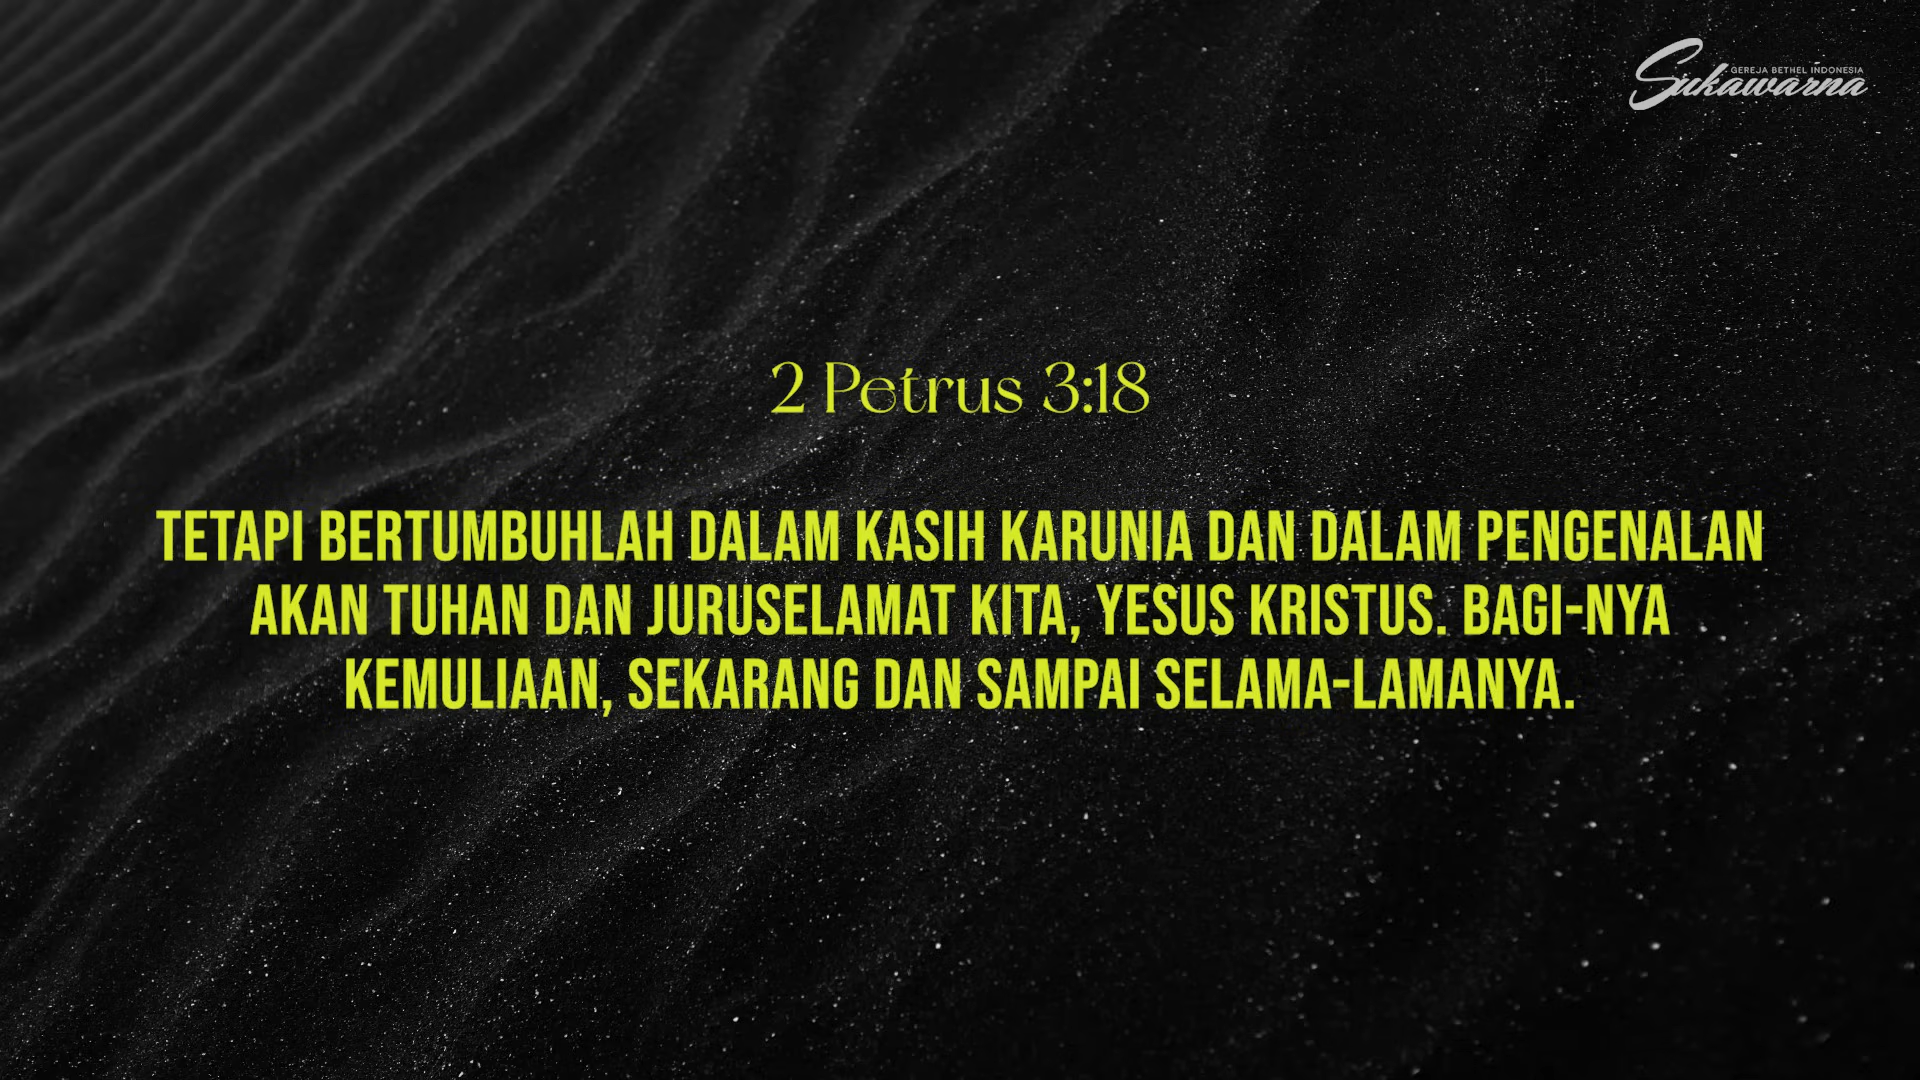 GEREJA BETHEL INDONESIA
Sukawarna
2 Petrus 3:18
TETAPI BERTUMBUHLAH DALAM KASIH KARUNIA DAN DALAM PENGENALAN
AKAN TUHAN DAN JURUSELAMAT KITA, YESUS KRISTUS. BAGI-NYA
KEMULIAAN, SEKARANG DAN SAMPAI SELAMA-LAMANYA.